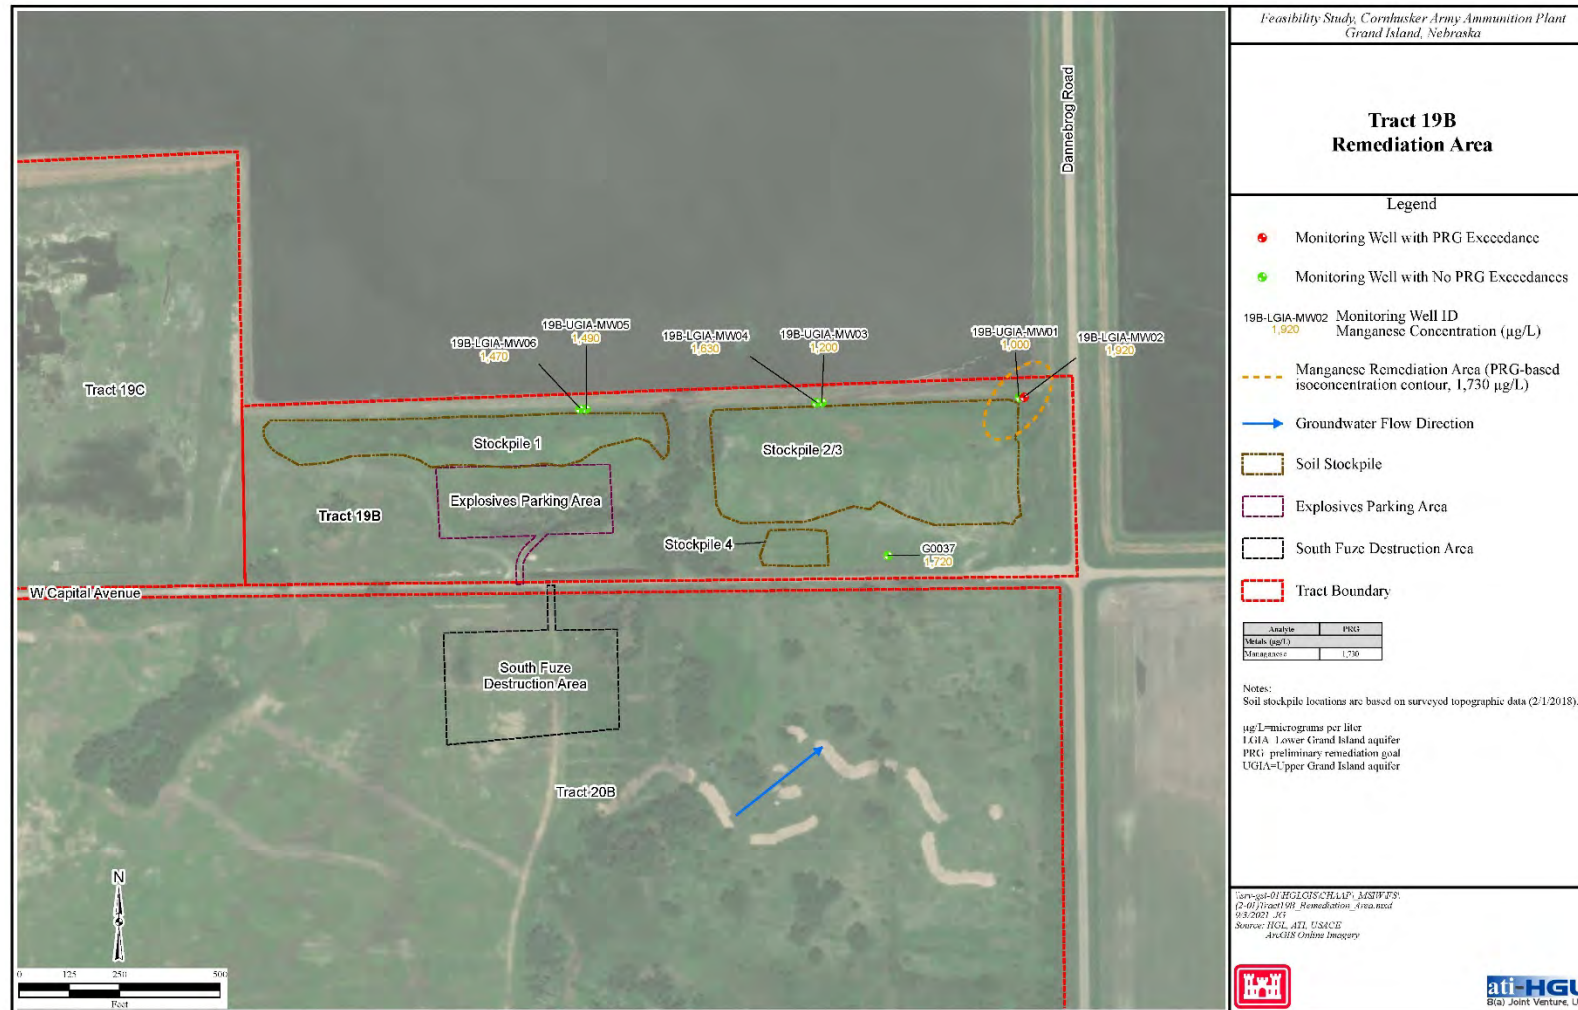 Feasibility Study, Cornhusker Army Ammunition Plant
Grand Island, Nebraska
Tract 19B
Remediation Area
Legend
Monitoring Well with PRG Exceedance
Monitoring Well with No PRG Exceedances
19B-LGIA-MW02
1,920
Monitoring Well ID
Manganese Concentration (µg/L)
Manganese Remediation Area (PRG-based
isoconcentration contour, 1,730 µg/L)
Groundwater Flow Direction
Soil Stockpile
Explosives Parking Area
South Fuze Destruction Area
Tract Boundary
Analyte PRG
Metals (µg/L)
Manganese 1,730
Notes:
Soil stockpile locations are based on surveyed topographic data (2/1/2018).
µg/L=micrograms per liter
LGIA Lower Grand Island aquifer
PRG preliminary remediation goal
UGIA=Upper Grand Island aquifer
(2-01)Tract19B_Remediation_Area.mxd
9/3/2021 JG
Source: HGL, ATI, USACE
ArcGIS Online Imagery
ati-HGL
8(a) Joint Venture,
Dannebrog Road
19B-UGIA-MW05
1,490
19B-LGIA-MW06
1,470
19B-LGIA-MW04
1,630
19B-UGIA-MW03
1,200
19B-UGIA-MW01
1,000
19B-LGIA-MW02
1,920
Tract 19C
Stockpile 1
Stockpile 2/3
Explosives Parking Area
Tract 19B
Stockpile 4
G0037
1,720
W Capital Avenue
South Fuze
Destruction Area
Tract 20B
N
0 125 250 500
Feet